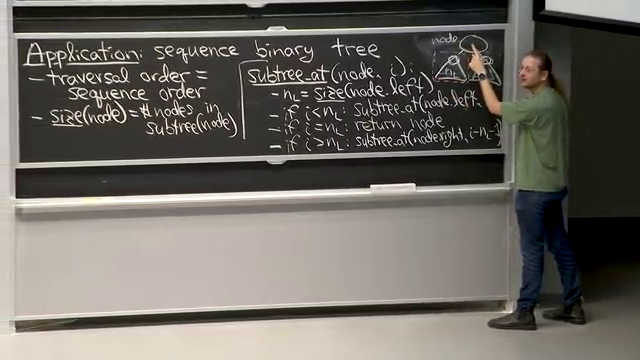 Application: sequence binary tree
- traversal order =
sequence order
- size(node) = # nodes in
subtree(node)
subtree_at(node, i):
- nL = size(node.left)
- if i < nL: subtree_at(node.left,
- if i = nL: return node
- if i > nL: subtree_at(node.right, i-nL-1)
node
nL